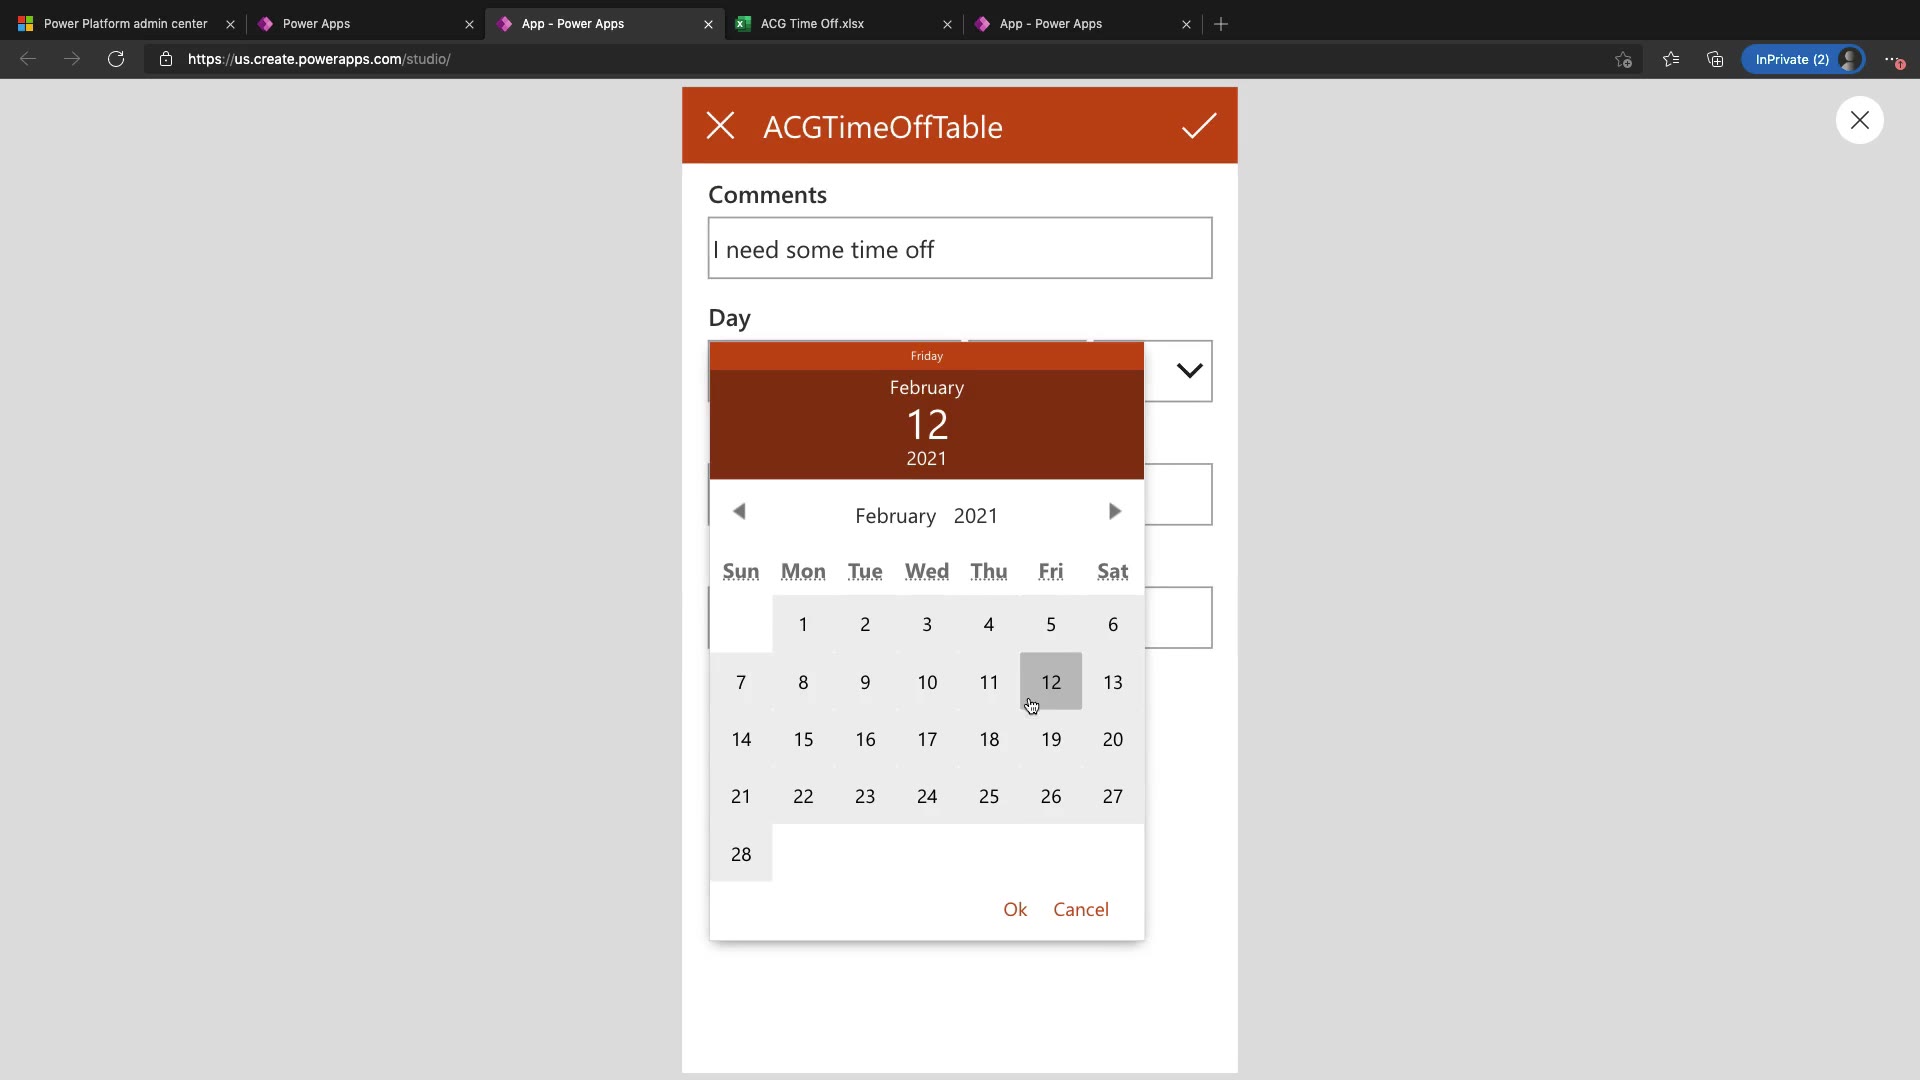 Power Platform admin center
Power Apps
App - Power Apps
ACG Time Off.xlsx
App - Power Apps
https://us.create.powerapps.com/studio/
InPrivate (2)
ACGTimeOffTable
Comments
I need some time off
Day
Friday
February
12
2021
February 2021
Sun Mon Tue Wed Thu Fri Sat
1 2 3 4 5 6
7 8 9 10 11 12 13
14 15 16 17 18 19 20
21 22 23 24 25 26 27
28
Ok Cancel